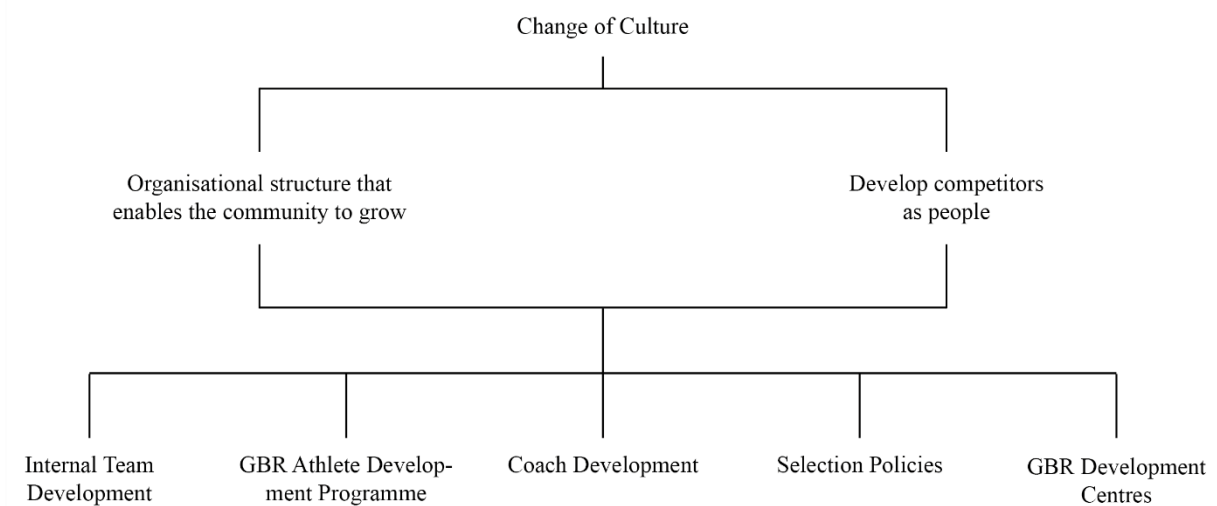 Change of Culture
Organisational structure that
enables the community to grow
Develop competitors
as people
Internal Team
Development
GBR Athlete Develop-
ment Programme
Coach Development
Selection Policies
GBR Development
Centres